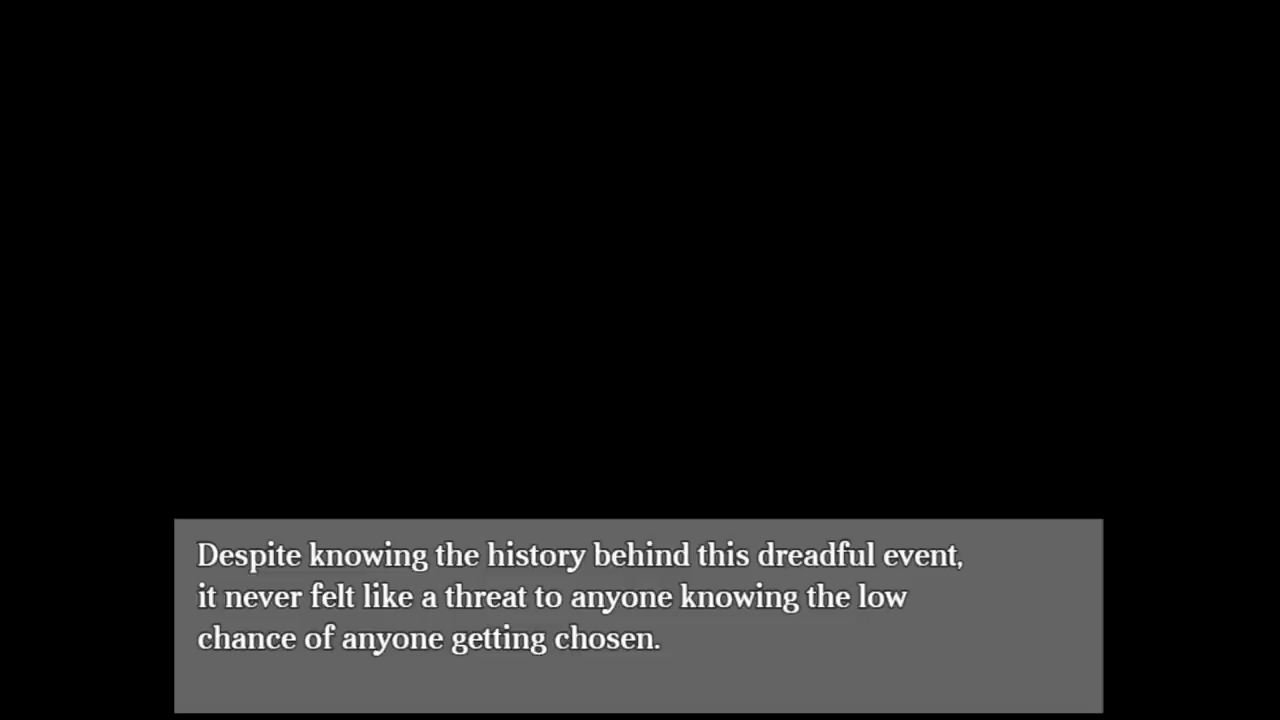 Despite knowing the history behind this dreadful event,
it never felt like a threat to anyone knowing the low
chance of anyone getting chosen.